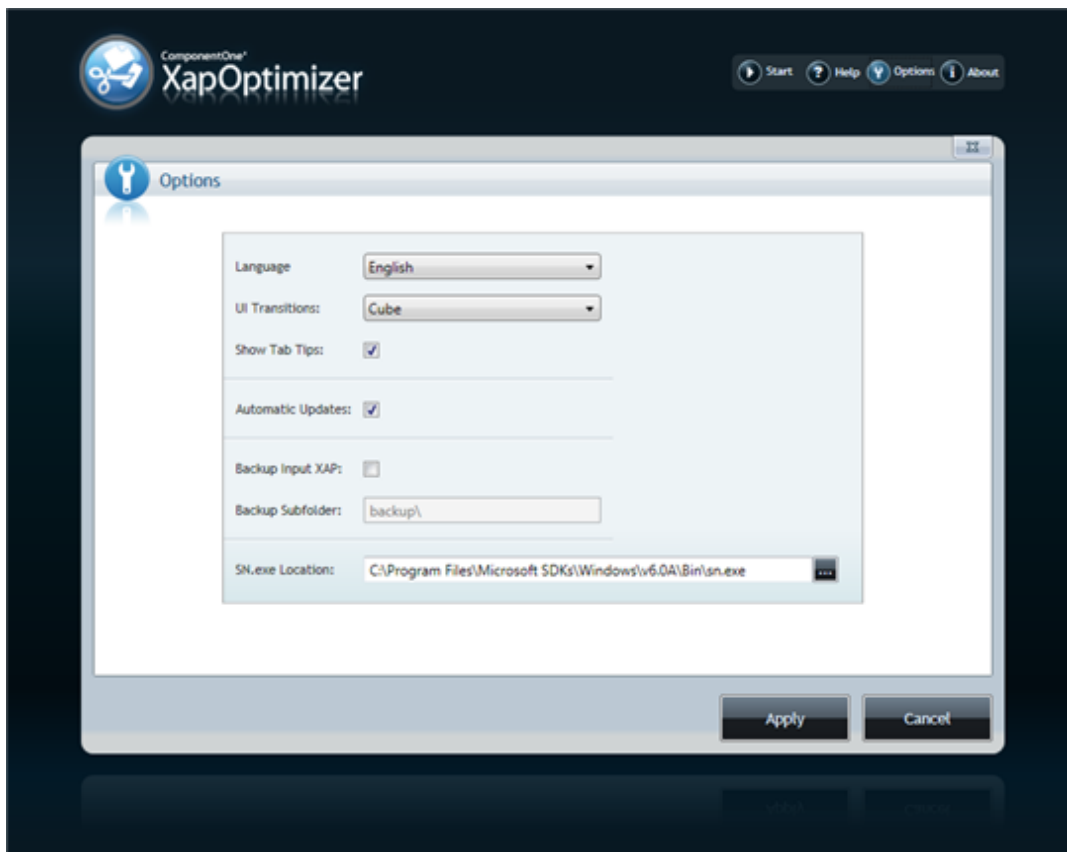 ComponentOne®
XapOptimizer
Start Help Options About
Options
Language English
UI Transitions: Cube
Show Tab Tips:
Automatic Updates:
Backup Input XAP:
Backup Subfolder: backup\
SN.exe Location: C:\Program Files\Microsoft SDKs\Windows\v6.0A\Bin\sn.exe ...
Apply Cancel